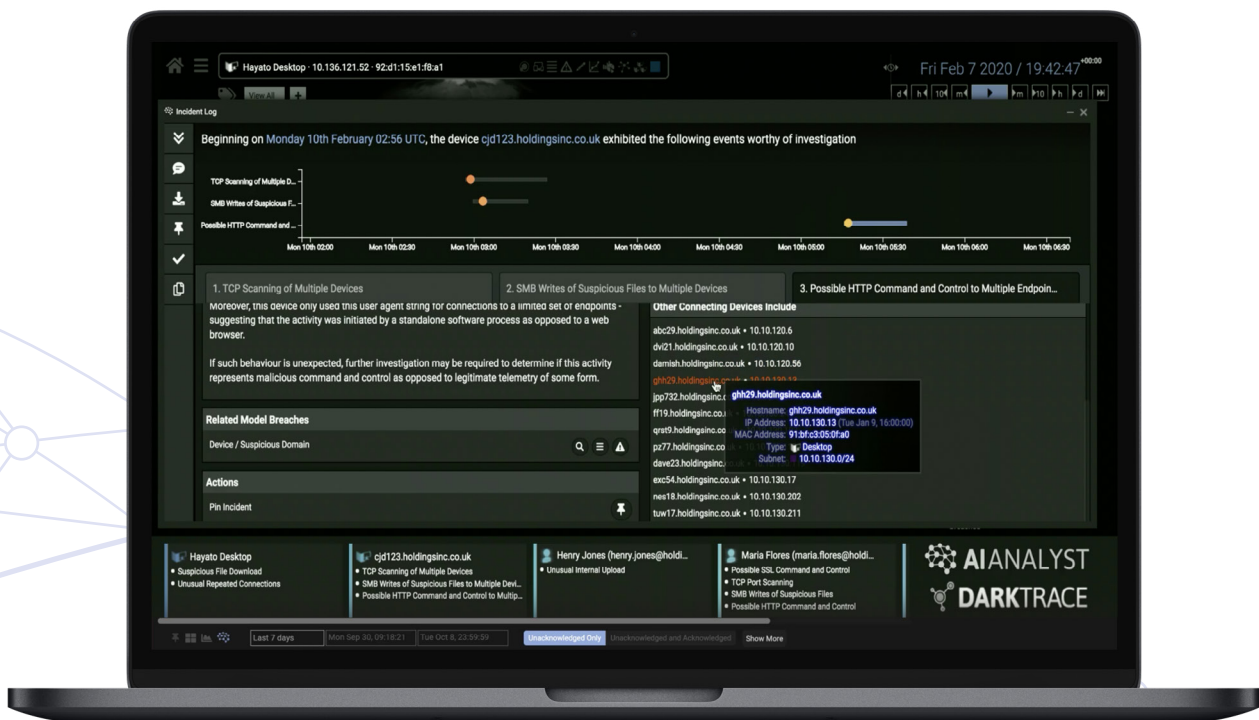 Hayato Desktop · 10.136.121.52 · 92:d1:15:e1:f8:a1
Fri Feb 7 2020 / 19:42:47 +00:00
View All +
d h 10 m m 10 h d
Incident Log
Beginning on Monday 10th February 02:56 UTC, the device cjd123.holdingsinc.co.uk exhibited the following events worthy of investigation
TCP Scanning of Multiple D...
SMB Writes of Suspicious F...
Possible HTTP Command and ...
Mon 10th 02:00 Mon 10th 02:30 Mon 10th 03:00 Mon 10th 03:30 Mon 10th 04:00 Mon 10th 04:30 Mon 10th 05:00 Mon 10th 05:30 Mon 10th 06:00 Mon 10th 06:30
1. TCP Scanning of Multiple Devices
2. SMB Writes of Suspicious Files to Multiple Devices
3. Possible HTTP Command and Control to Multiple Endpoin...
Moreover, this device only used this user agent string for connections to a limited set of endpoints -
suggesting that the activity was initiated by a standalone software process as opposed to a web
browser.
If such behaviour is unexpected, further investigation may be required to determine if this activity
represents malicious command and control as opposed to legitimate telemetry of some form.
Related Model Breaches
Device / Suspicious Domain
Actions
Pin Incident
Other Connecting Devices Include
abc29.holdingsinc.co.uk • 10.10.120.6
dvi21.holdingsinc.co.uk • 10.10.120.10
damish.holdingsinc.co.uk • 10.10.120.56
ghh29.holdingsinc.co.uk • 10.10.130.13
jpp732.holdingsinc.c
ff19.holdingsinc.co.u
qrst9.holdingsinc.co
pz77.holdingsinc.co
dave23.holdingsinc.
exc54.holdingsinc.co.uk • 10.10.130.17
nes18.holdingsinc.co.uk • 10.10.130.202
tuw17.holdingsinc.co.uk • 10.10.130.211
ghh29.holdingsinc.co.uk
Hostname: ghh29.holdingsinc.co.uk
IP Address: 10.10.130.13 (Tue Jan 9, 16:00:00)
MAC Address: 91:bf:c3:05:0f:a0
Type: Desktop
Subnet: 10.10.130.0/24
Hayato Desktop
• Suspicious File Download
• Unusual Repeated Connections
cjd123.holdingsinc.co.uk
• TCP Scanning of Multiple Devices
• SMB Writes of Suspicious Files to Multiple Devi...
• Possible HTTP Command and Control to Multip...
Henry Jones (henry.jones@holdi...
• Unusual Internal Upload
Maria Flores (maria.flores@holdi...
• Possible SSL Command and Control
• TCP Port Scanning
• SMB Writes of Suspicious Files
• Possible HTTP Command and Control
AI ANALYST
DARKTRACE
Last 7 days Mon Sep 30, 09:18:21 Tue Oct 8, 23:59:59 Unacknowledged Only Unacknowledged and Acknowledged Show More